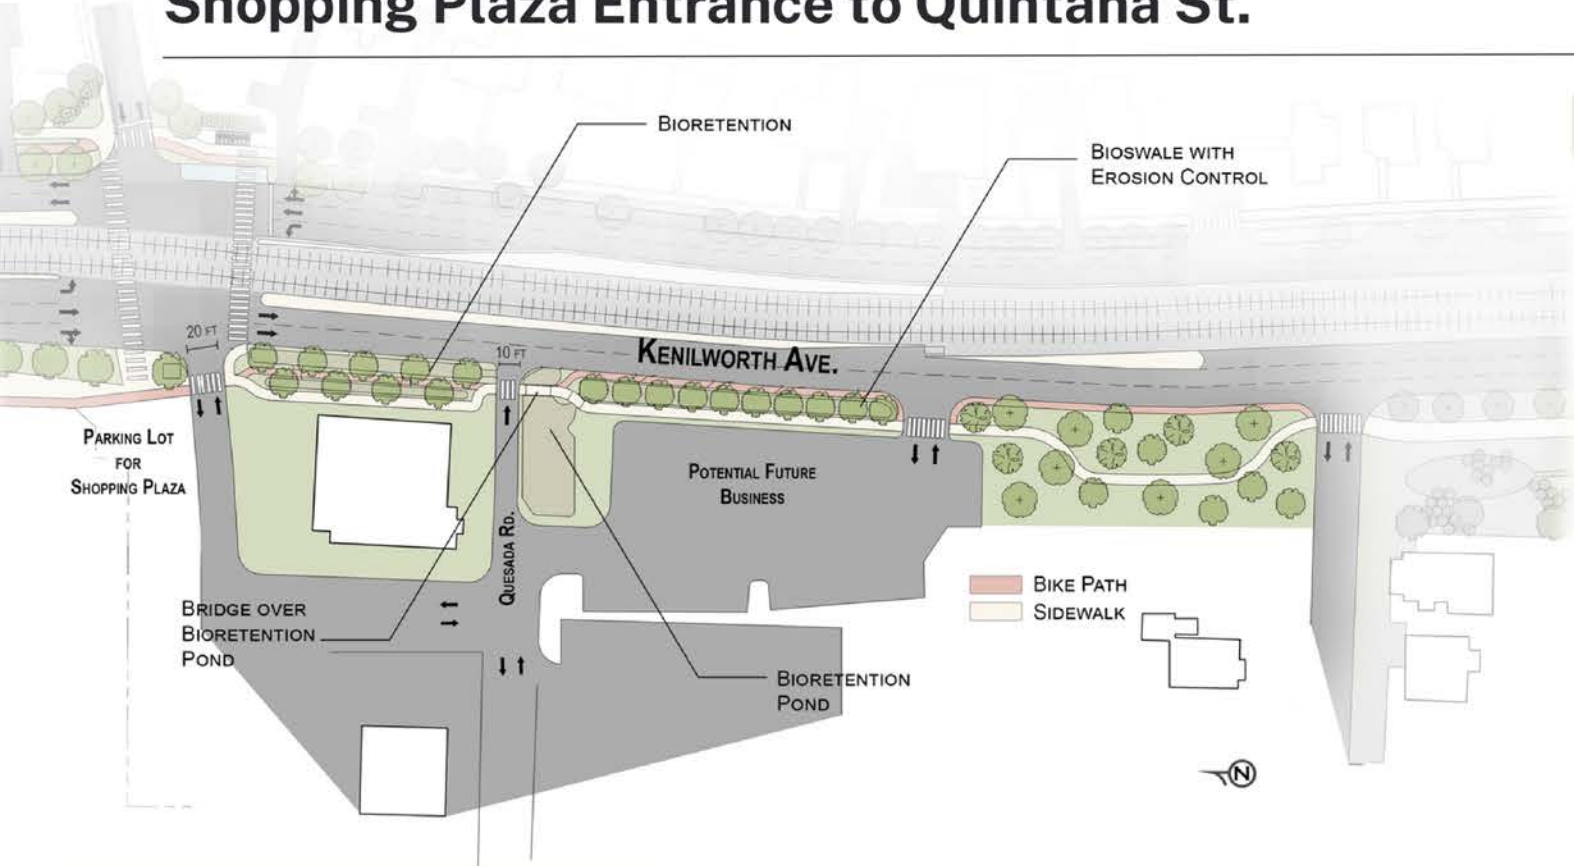 Shopping Plaza Entrance to Quintana St.
BIORETENTION
BIOSWALE WITH
EROSION CONTROL
20 FT
10 FT
KENILWORTH AVE.
PARKING LOT
FOR
SHOPPING PLAZA
POTENTIAL FUTURE
BUSINESS
QUESADA RD.
BIKE PATH
SIDEWALK
BRIDGE OVER
BIORETENTION
POND
BIORETENTION
POND
N